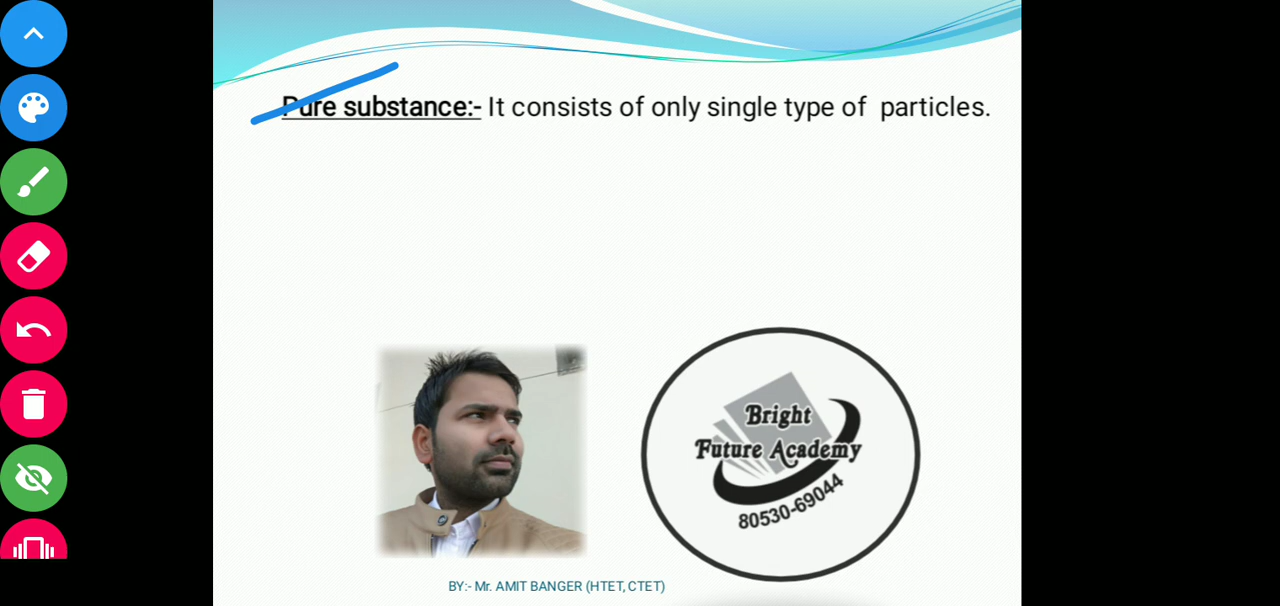 Pure substance:- It consists of only single type of particles.
Bright
Future Academy
80530-69044
BY:- Mr. AMIT BANGER (HTET, CTET)